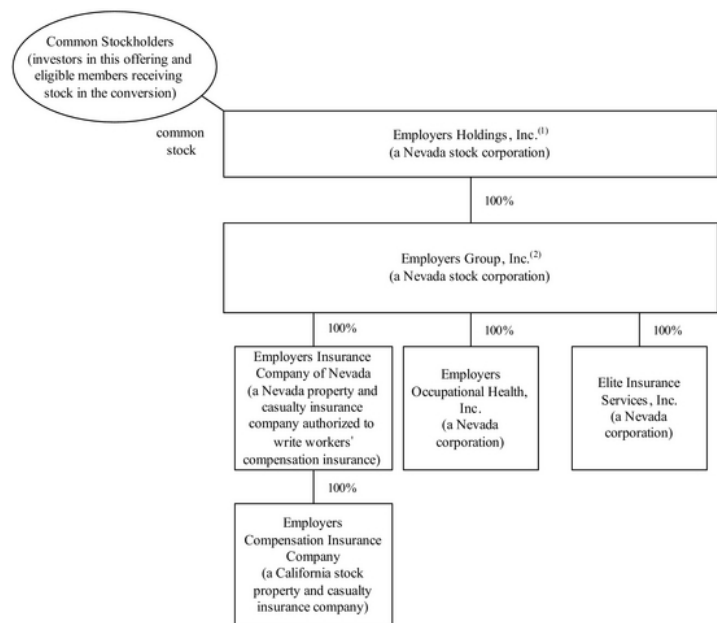 Common Stockholders
(investors in this offering and
eligible members receiving
stock in the conversion)
common
stock
Employers Holdings, Inc.(1)
(a Nevada stock corporation)
100%
Employers Group, Inc.(2)
(a Nevada stock corporation)
100%
100%
100%
Employers Insurance
Company of Nevada
(a Nevada property and
casualty insurance
company authorized to
write workers’
compensation insurance)
Employers
Occupational Health,
Inc.
(a Nevada
corporation)
Elite Insurance
Services, Inc.
(a Nevada
corporation)
100%
Employers
Compensation Insurance
Company
(a California stock
property and casualty
insurance company)